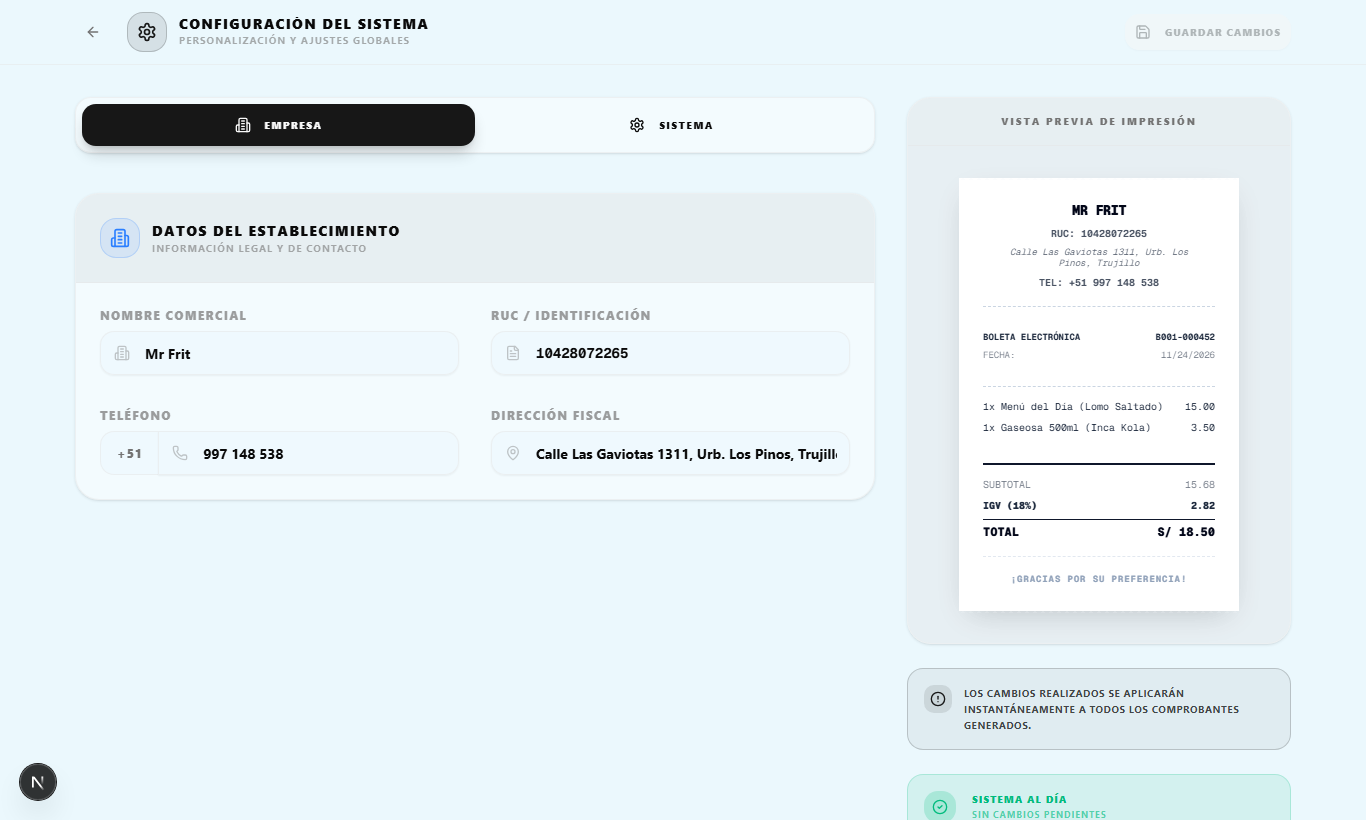 CONFIGURACIÓN DEL SISTEMA
PERSONALIZACIÓN Y AJUSTES GLOBALES
GUARDAR CAMBIOS
EMPRESA
SISTEMA
DATOS DEL ESTABLECIMIENTO
INFORMACIÓN LEGAL Y DE CONTACTO
NOMBRE COMERCIAL
Mr Frit
RUC / IDENTIFICACIÓN
10428072265
TELÉFONO
+51 997 148 538
DIRECCIÓN FISCAL
Calle Las Gaviotas 1311, Urb. Los Pinos, Trujill
VISTA PREVIA DE IMPRESIÓN
MR FRIT
RUC: 10428072265
Calle Las Gaviotas 1311, Urb. Los
Pinos, Trujillo
TEL: +51 997 148 538
BOLETA ELECTRÓNICA B001-000452
FECHA: 11/24/2026
1x Menú del Día (Lomo Saltado) 15.00
1x Gaseosa 500ml (Inca Kola) 3.50
SUBTOTAL 15.68
IGV (18%) 2.82
TOTAL S/ 18.50
¡GRACIAS POR SU PREFERENCIA!
LOS CAMBIOS REALIZADOS SE APLICARÁN
INSTANTÁNEAMENTE A TODOS LOS COMPROBANTES
GENERADOS.
SISTEMA AL DÍA
SIN CAMBIOS PENDIENTES
N